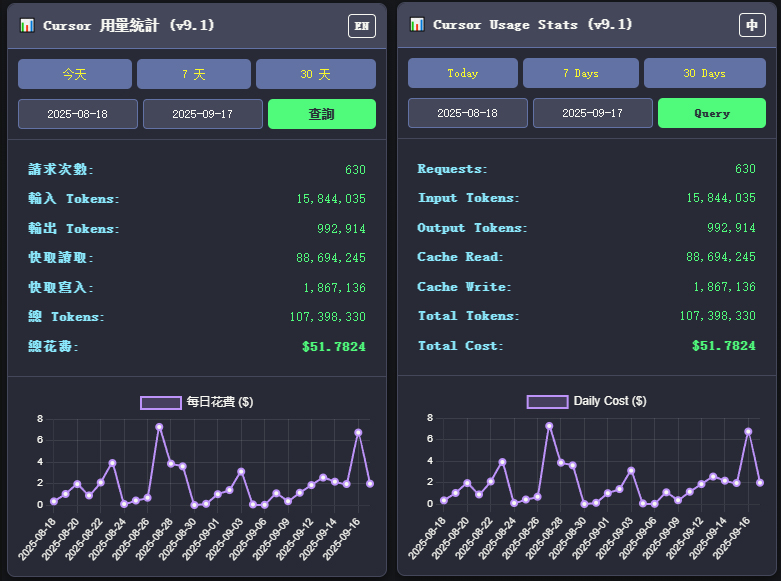 Cursor 用量統計 (v9.1)
EN
今天
7 天
30 天
2025-08-18
2025-09-17
查詢
請求次數:
630
輸入 Tokens:
15,844,035
輸出 Tokens:
992,914
快取讀取:
88,694,245
快取寫入:
1,867,136
總 Tokens:
107,398,330
總花費:
$51.7824
每日花費 ($)
8
6
4
2
0
2025-08-18
2025-08-20
2025-08-22
2025-08-24
2025-08-26
2025-08-28
2025-08-30
2025-09-01
2025-09-03
2025-09-06
2025-09-09
2025-09-12
2025-09-14
2025-09-16
Cursor Usage Stats (v9.1)
中
Today
7 Days
30 Days
2025-08-18
2025-09-17
Query
Requests:
630
Input Tokens:
15,844,035
Output Tokens:
992,914
Cache Read:
88,694,245
Cache Write:
1,867,136
Total Tokens:
107,398,330
Total Cost:
$51.7824
Daily Cost ($)
8
6
4
2
0
2025-08-18
2025-08-20
2025-08-22
2025-08-24
2025-08-26
2025-08-28
2025-08-30
2025-09-01
2025-09-03
2025-09-06
2025-09-09
2025-09-12
2025-09-14
2025-09-16